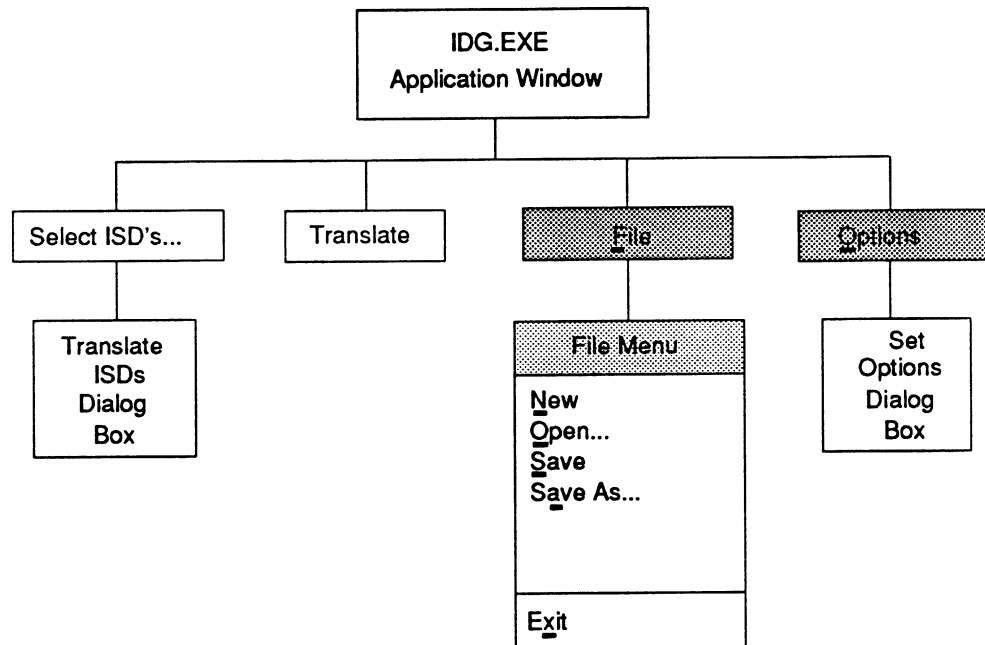 IDG.EXE
Application Window
Select ISD's...
Translate
File
Options
Translate
ISDs
Dialog
Box
File Menu
New
Open...
Save
Save As...
Exit
Set
Options
Dialog
Box